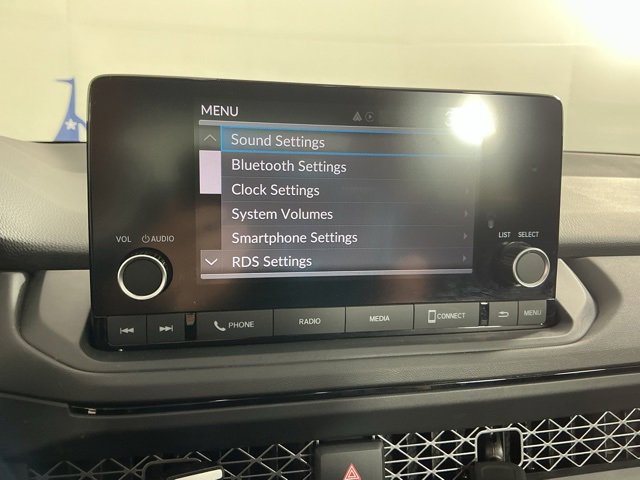 MENU
Sound Settings
Bluetooth Settings
Clock Settings
System Volumes
Smartphone Settings
RDS Settings
VOL AUDIO
LIST SELECT
PHONE RADIO MEDIA CONNECT MENU